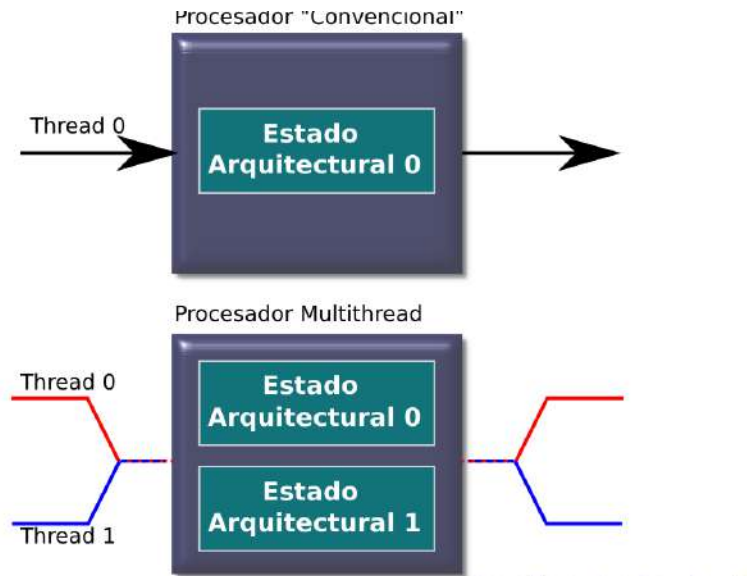 Procesador "Convencional"
Thread 0
Estado
Arquitectural 0
Procesador Multithread
Thread 0
Estado
Arquitectural 0
Estado
Arquitectural 1
Thread 1